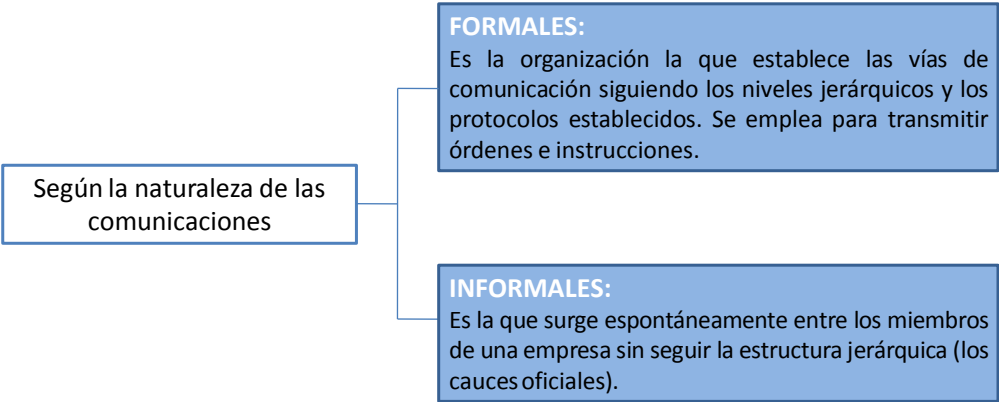 FORMALES:
Es la organización la que establece las vías de
comunicación siguiendo los niveles jerárquicos y los
protocolos establecidos. Se emplea para transmitir
órdenes e instrucciones.
Según la naturaleza de las
comunicaciones
INFORMALES:
Es la que surge espontáneamente entre los miembros
de una empresa sin seguir la estructura jerárquica (los
cauces oficiales).